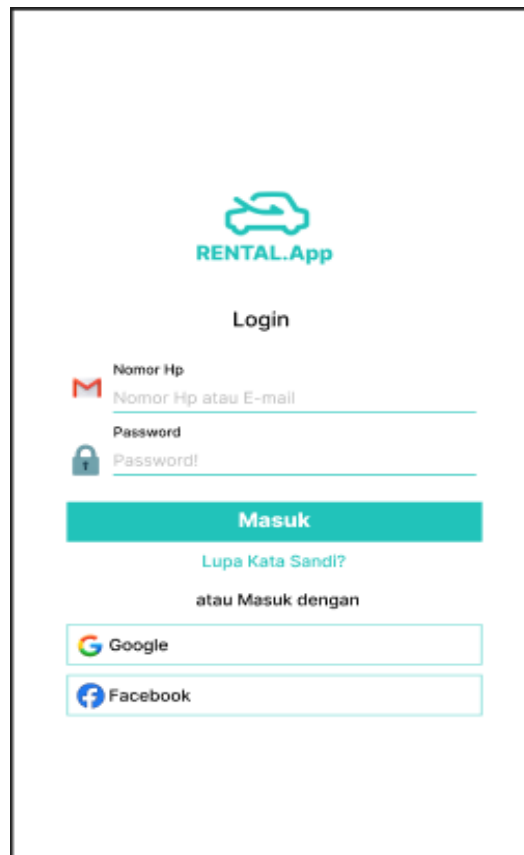 RENTAL.App
Login
Nomor Hp
Nomor Hp atau E-mail
Password
Password!
Masuk
Lupa Kata Sandi?
atau Masuk dengan
Google
Facebook